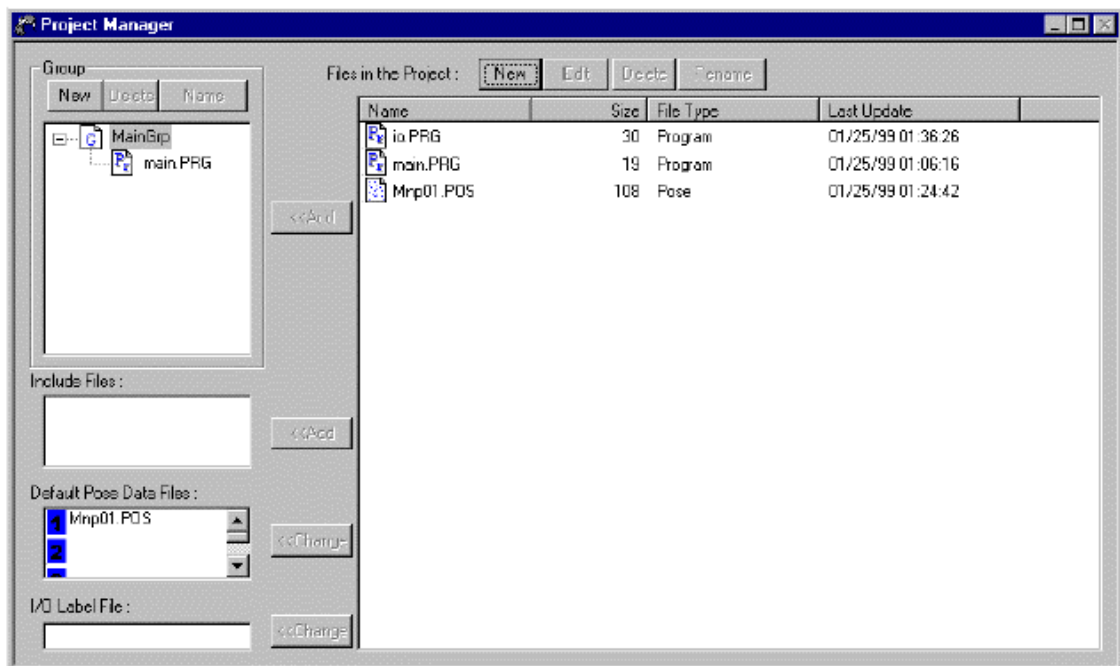 Project Manager
Group
New Delete Name
MainGrp
main.PRG
Include Files :
Default Pose Data Files :
1 Mnp01.POS
2
I/O Label File :
<<Add
<<Add
<<Change
<<Change
Files in the Project : New Edit Delete Rename
Name Size File Type Last Update
io.PRG 30 Program 01/25/99 01:36:26
main.PRG 19 Program 01/25/99 01:06:16
Mnp01.POS 108 Pose 01/25/99 01:24:42